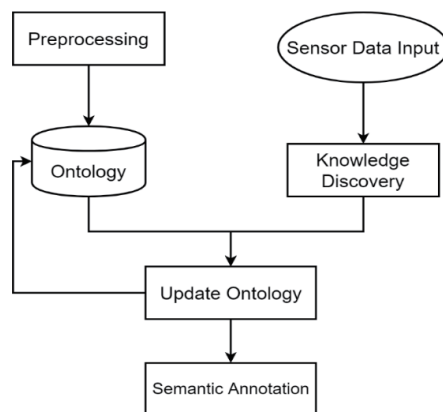 Preprocessing
Sensor Data Input
Ontology
Knowledge
Discovery
Update Ontology
Semantic Annotation